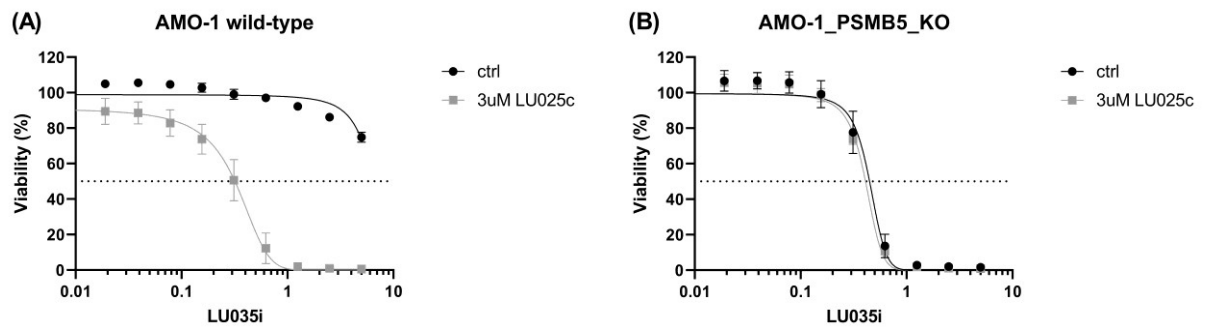 (A) AMO-1 wild-type
120
100
80
60
40
20
0
Viability (%)
0.01 0.1 1 10
LU035i
ctrl
3uM LU025c
(B) AMO-1_PSMB5_KO
120
100
80
60
40
20
0
Viability (%)
0.01 0.1 1 10
LU035i
ctrl
3uM LU025c